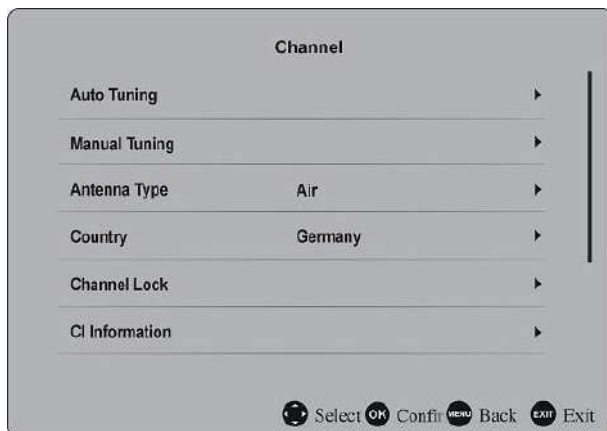 Channel
Auto Tuning
Manual Tuning
Antenna Type Air
Country Germany
Channel Lock
CI Information
Select OK Confir MENU Back EXIT Exit